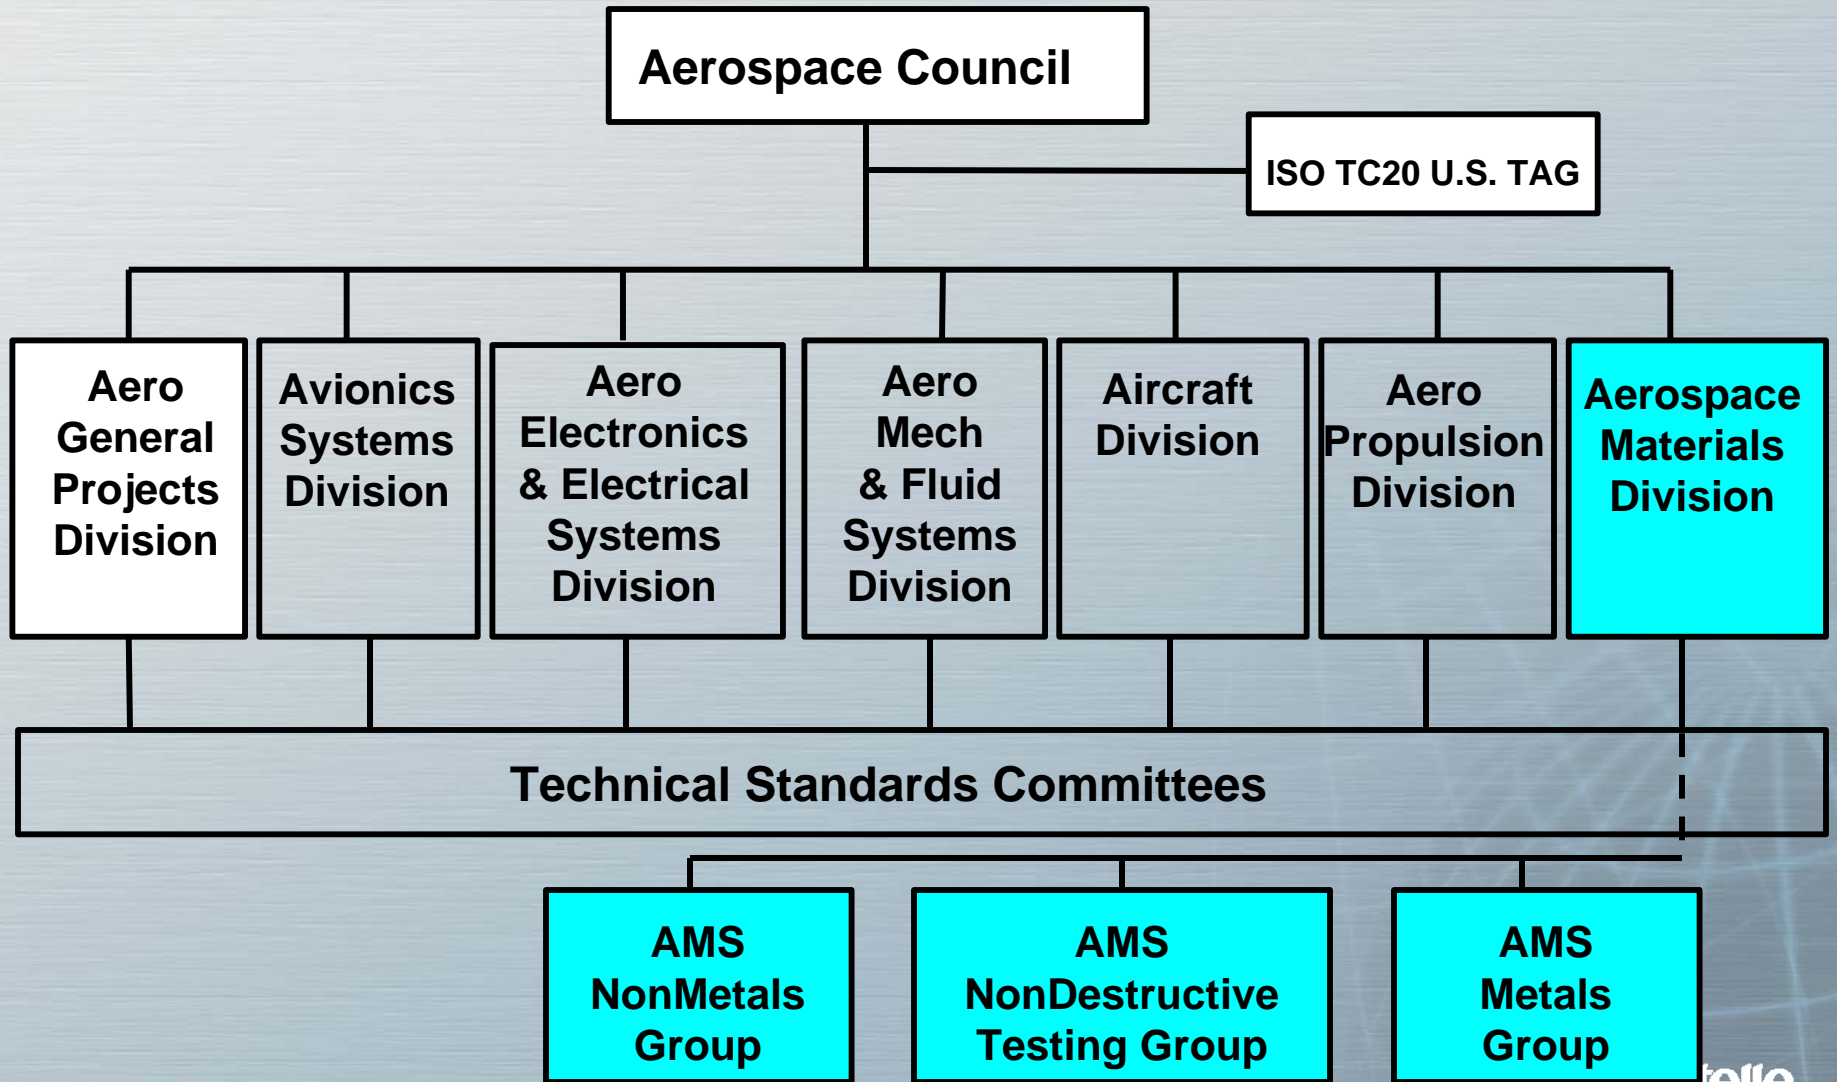 Aerospace Council
ISO TC20 U.S. TAG
Aero
General
Projects
Division
Avionics
Systems
Division
Aero
Electronics
& Electrical
Systems
Division
Aero
Mech
& Fluid
Systems
Division
Aircraft
Division
Aero
Propulsion
Division
Aerospace
Materials
Division
Technical Standards Committees
AMS
NonMetals
Group
AMS
NonDestructive
Testing Group
AMS
Metals
Group